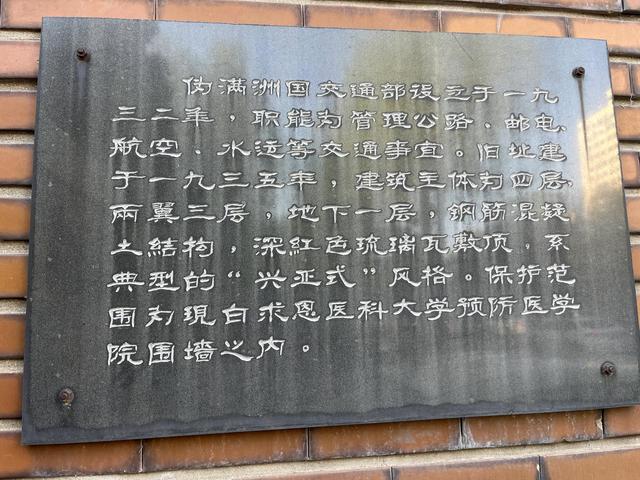 伪满洲国交通部设立于一九
三二年，职能为管理公路、邮电、
航空、水运等交通事宜。旧址建
于一九三五年，建筑主体为四层，
兩翼三层，地下一层，鋼筋混凝
土結构，深紅色琉璃瓦敷顶，系
典型的“兴亚式”风格。保护范
围为現白求恩医科大学预防医学
院围墙之内。